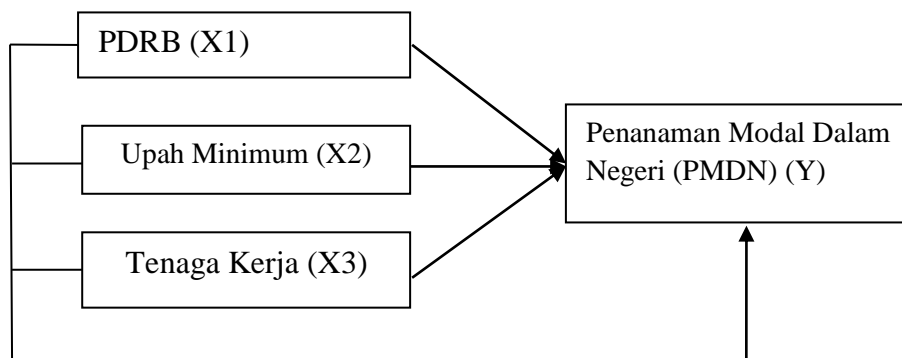 PDRB (X1)
Upah Minimum (X2)
Tenaga Kerja (X3)
Penanaman Modal Dalam
Negeri (PMDN) (Y)